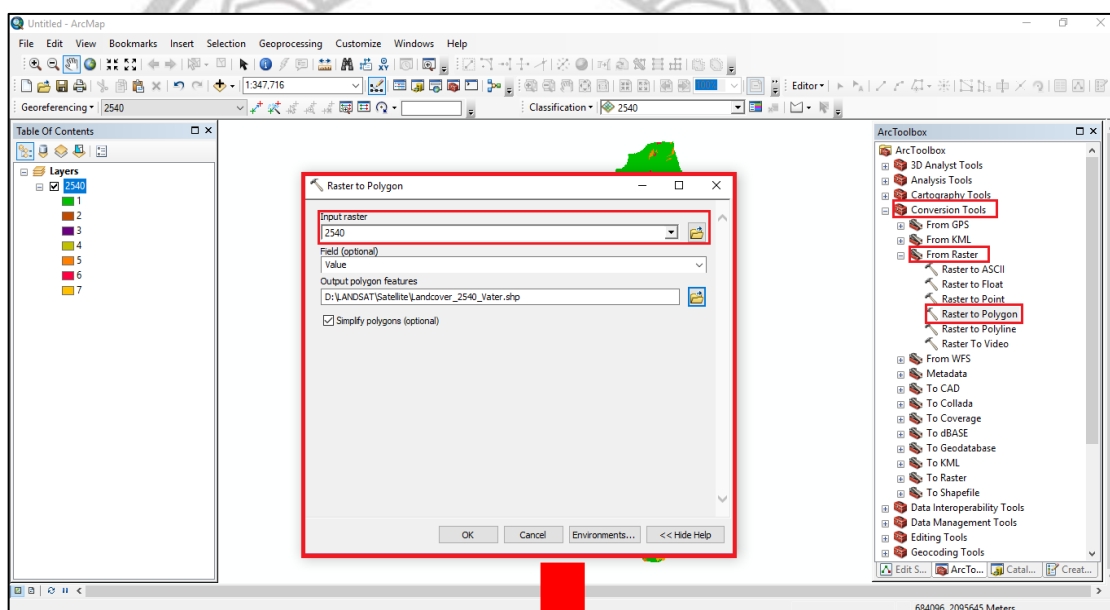 Untitled - ArcMap
File Edit View Bookmarks Insert Selection Geoprocessing Customize Windows Help
1:347,716
Editor
Georeferencing 2540
Classification 2540
Table Of Contents
Layers
2540
1
2
3
4
5
6
7
Raster to Polygon
Input raster
2540
Field (optional)
Value
Output polygon features
D:\LANDSAT\Satellite\Landcover_2540_Vater.shp
Simplify polygons (optional)
OK Cancel Environments... << Hide Help
ArcToolbox
ArcToolbox
3D Analyst Tools
Analysis Tools
Cartography Tools
Conversion Tools
From GPS
From KML
From Raster
Raster to ASCII
Raster to Float
Raster to Point
Raster to Polygon
Raster to Polyline
Raster To Video
From WFS
Metadata
To CAD
To Collada
To Coverage
To dBASE
To Geodatabase
To KML
To Raster
To Shapefile
Data Interoperability Tools
Data Management Tools
Editing Tools
Geocoding Tools
Edit S... ArcTo... Catal... Creat...
684096 2095645 Meters